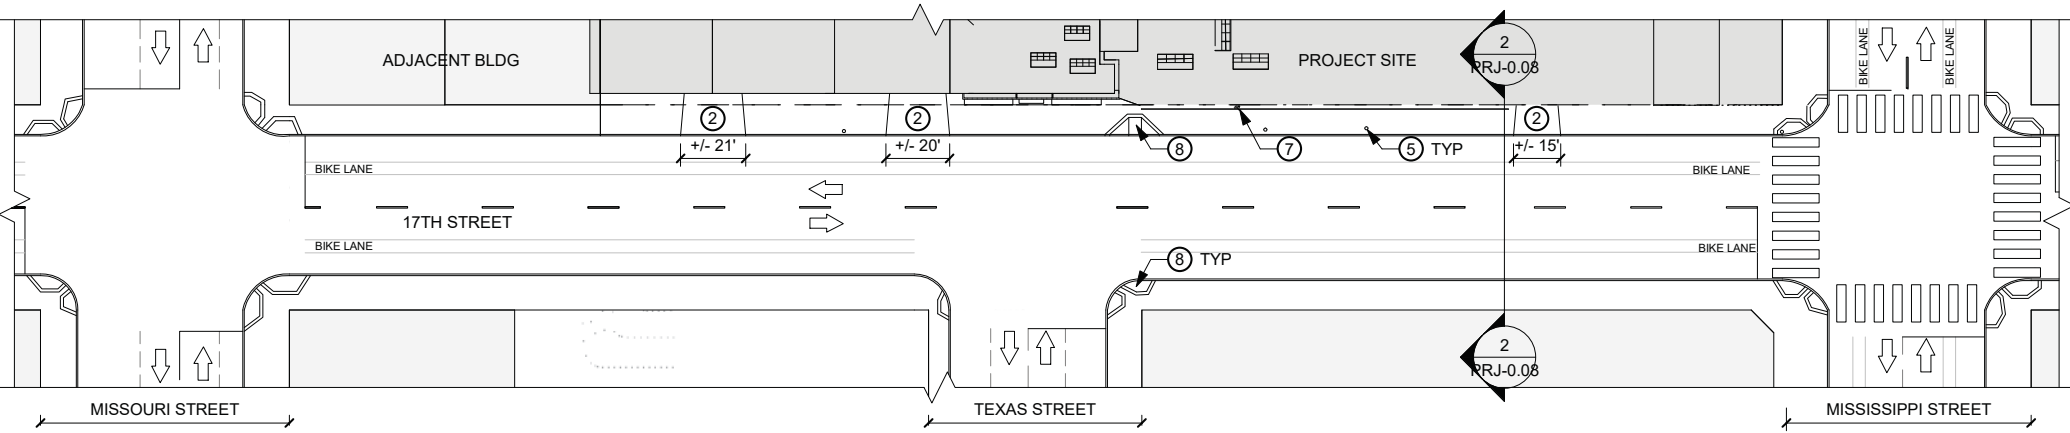 BIKE LANE
BIKE LANE
ADJACENT BLDG
PROJECT SITE
2
PRJ-0.08
2
2
2
+/- 21'
+/- 20'
8
7
5 TYP
+/- 15'
BIKE LANE
BIKE LANE
17TH STREET
BIKE LANE
BIKE LANE
8 TYP
2
PRJ-0.08
MISSOURI STREET
TEXAS STREET
MISSISSIPPI STREET